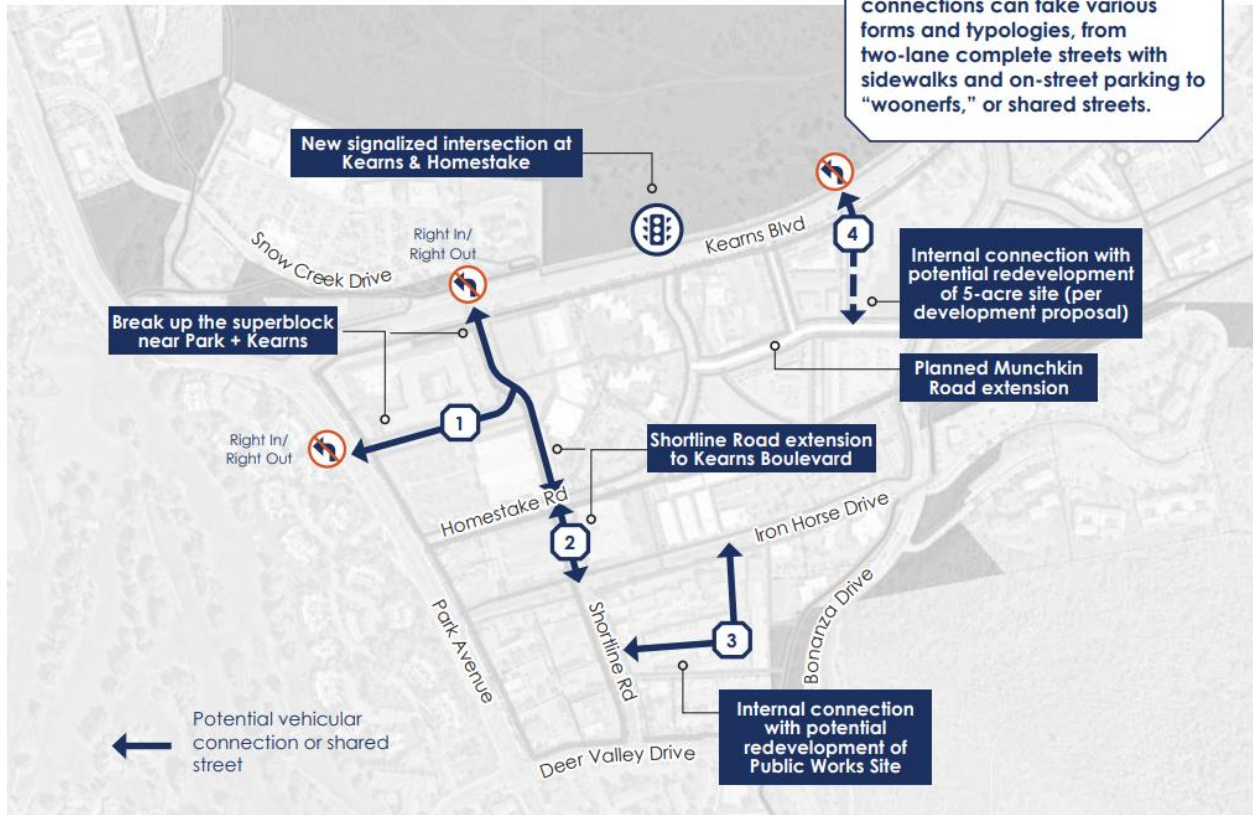 connections can take various
forms and typologies, from
two-lane complete streets with
sidewalks and on-street parking to
“woonerfs,” or shared streets.
New signalized intersection at
Kearns & Homestake
Kearns Blvd
4
Snow Creek Drive
Right In/
Right Out
Internal connection with
potential redevelopment
of 5-acre site (per
development proposal)
Break up the superblock
near Park + Kearns
Planned Munchkin
Road extension
1
Right In/
Right Out
Shortline Road extension
to Kearns Boulevard
Homestake Rd
Iron Horse Drive
2
Park Avenue
Shortline Rd
3
Bonanza Drive
Internal connection
with potential
redevelopment of
Public Works Site
Potential vehicular
connection or shared
street
Deer Valley Drive